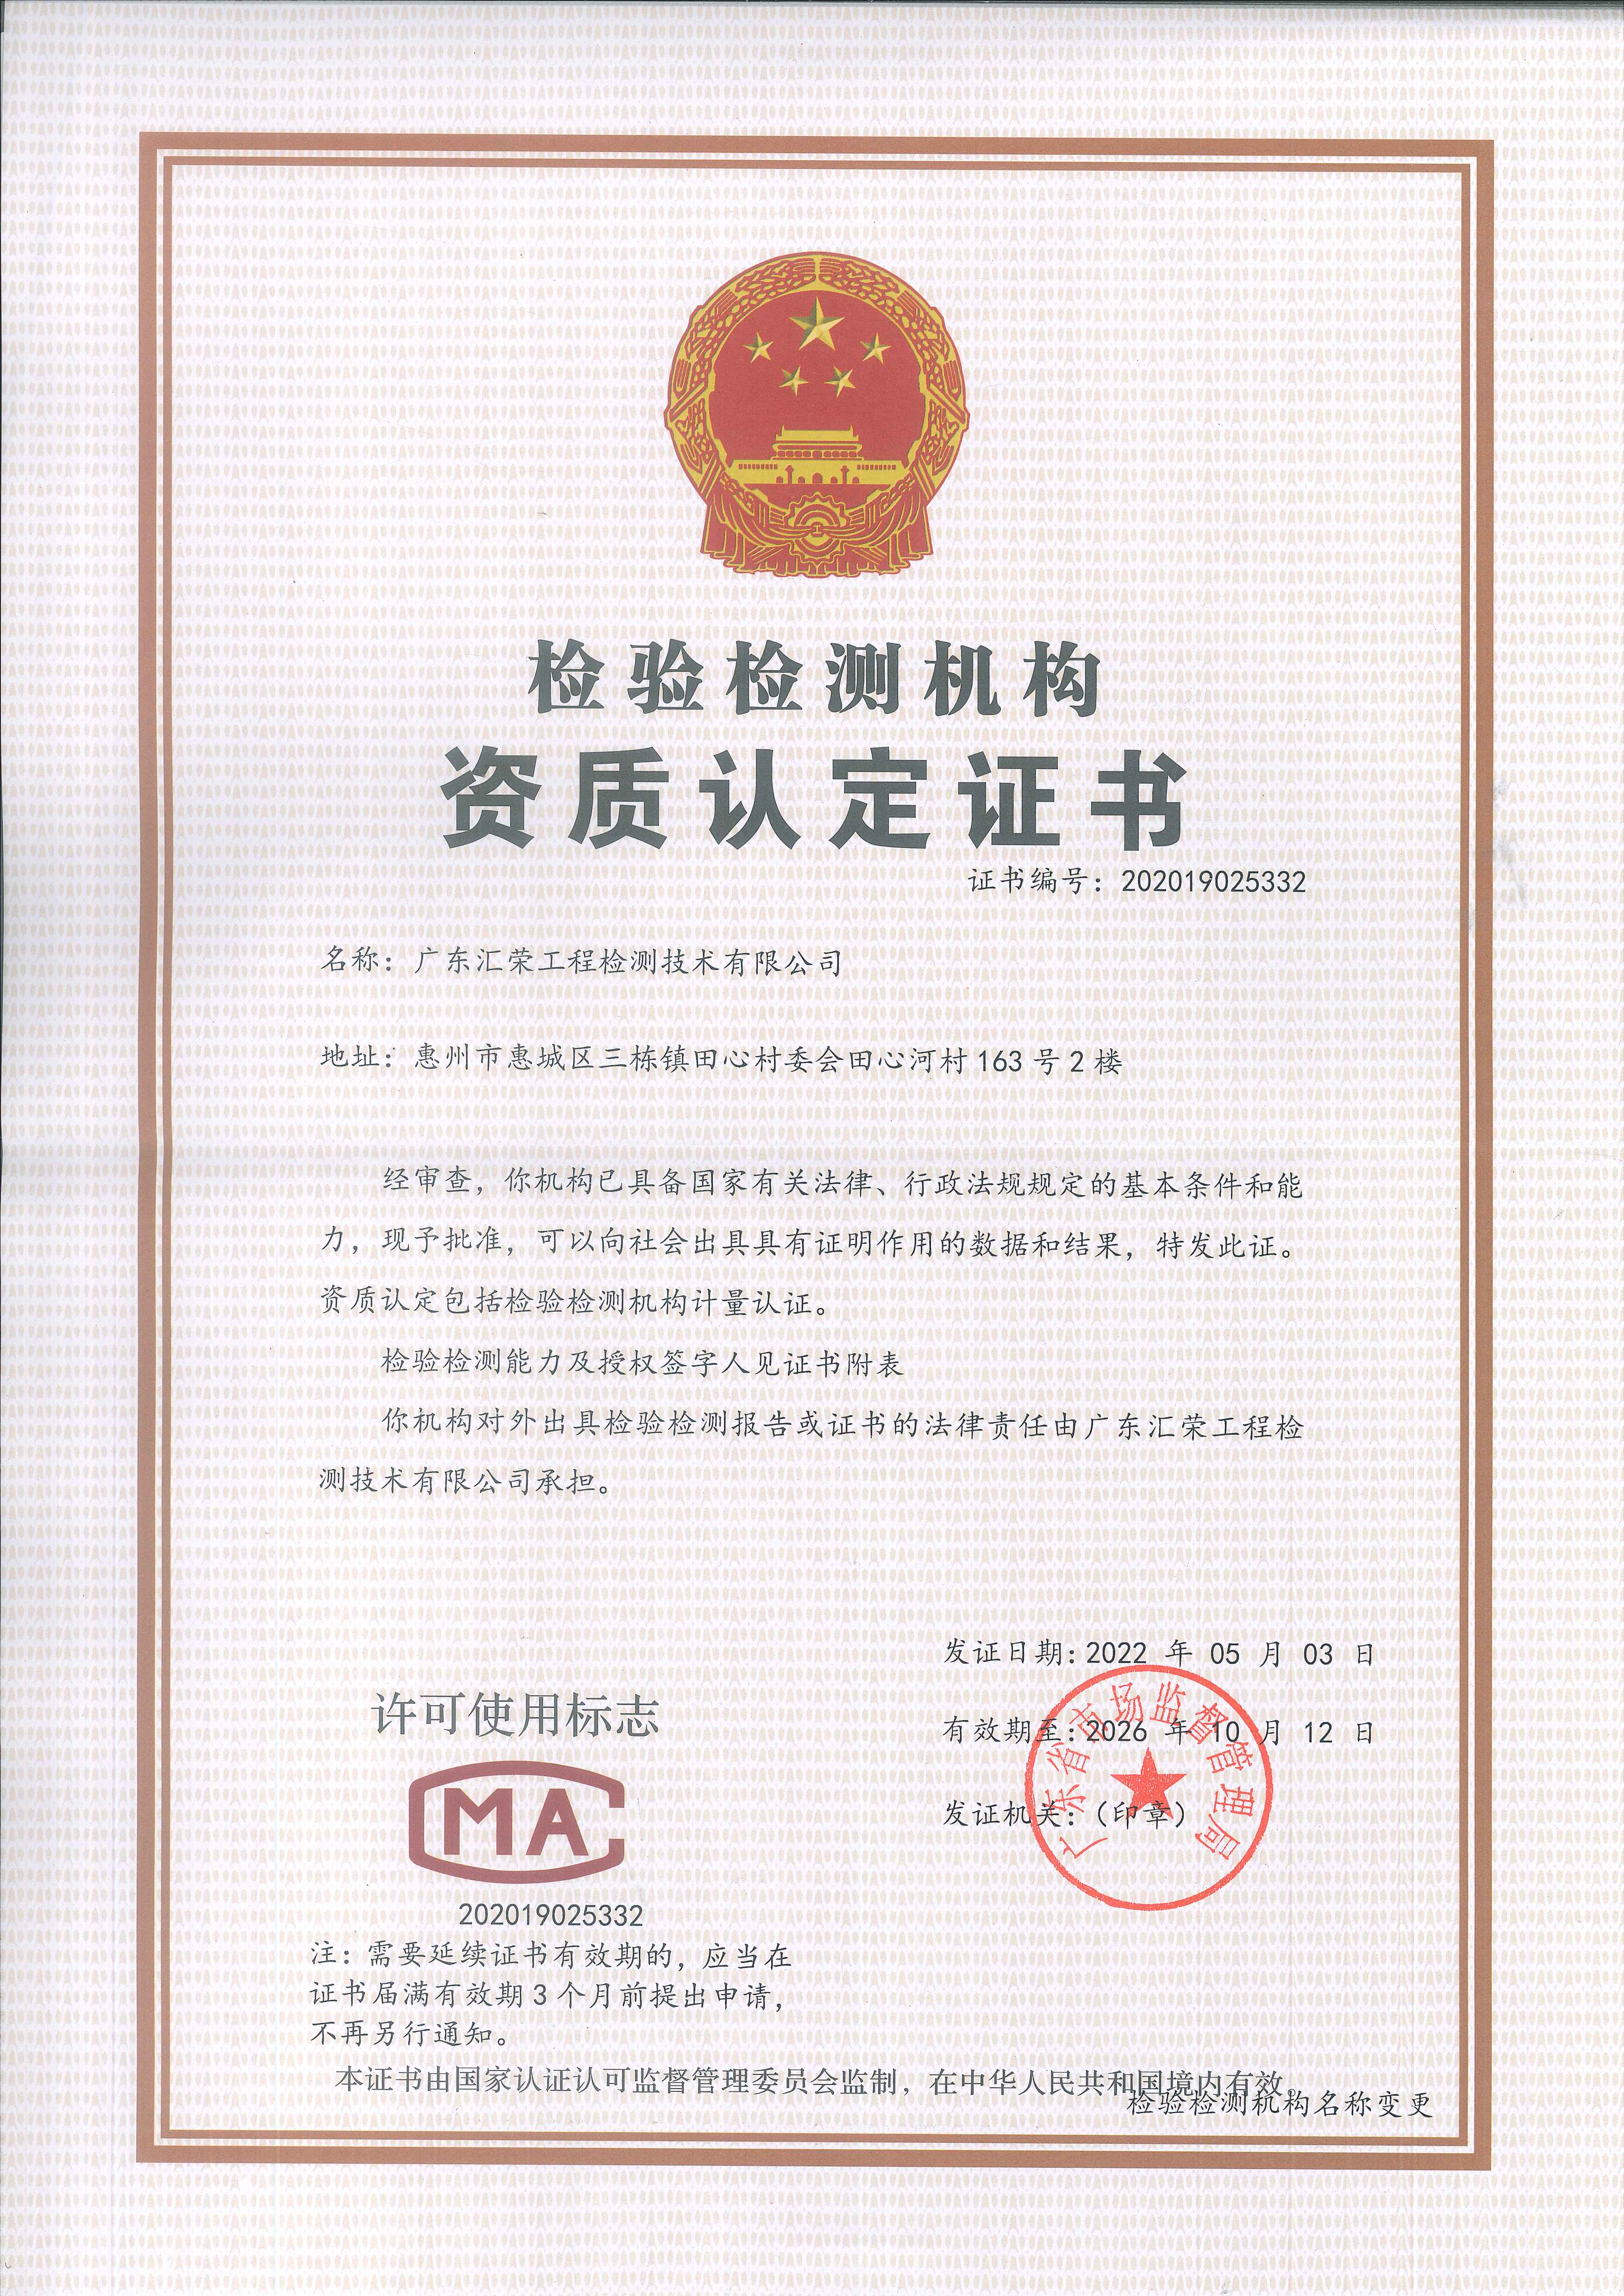 检验检测机构
资质认定证书
证书编号：202019025332
名称：广东汇荣工程检测技术有限公司
地址：惠州市惠城区三栋镇田心村委会田心河村163号2楼
经审查，你机构已具备国家有关法律、行政法规规定的基本条件和能
力，现予批准，可以向社会出具具有证明作用的数据和结果，特发此证。
资质认定包括检验检测机构计量认证。
检验检测能力及授权签字人见证书附表
你机构对外出具检验检测报告或证书的法律责任由广东汇荣工程检
测技术有限公司承担。
发证日期：2022 年 05 月 03 日
有效期至：2026 年 10 月 12 日
发证机关：（印章）
广东省市场监督管理局
许可使用标志
MA
202019025332
注：需要延续证书有效期的，应当在
证书届满有效期3个月前提出申请，
不再另行通知。
本证书由国家认证认可监督管理委员会监制，在中华人民共和国境内有效。
检验检测机构名称变更